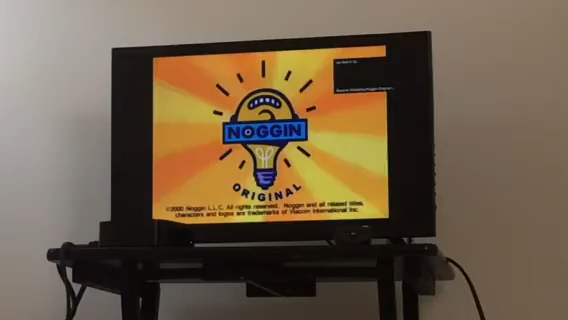 NOGGIN
ORIGINAL
©2000 Noggin L.L.C. All rights reserved. Noggin and all related titles,
characters and logos are trademarks of Viacom International Inc.